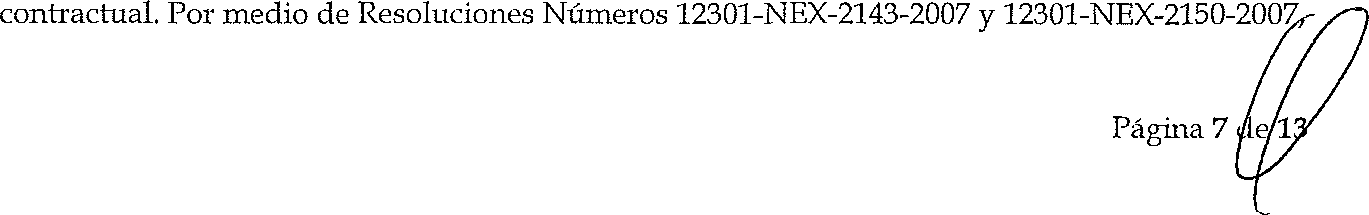 contractual. Por medio de Resoluciones Números 12301-NEX-2143-2007 y 12301-NEX-2150-2007,
Página 7 de 13